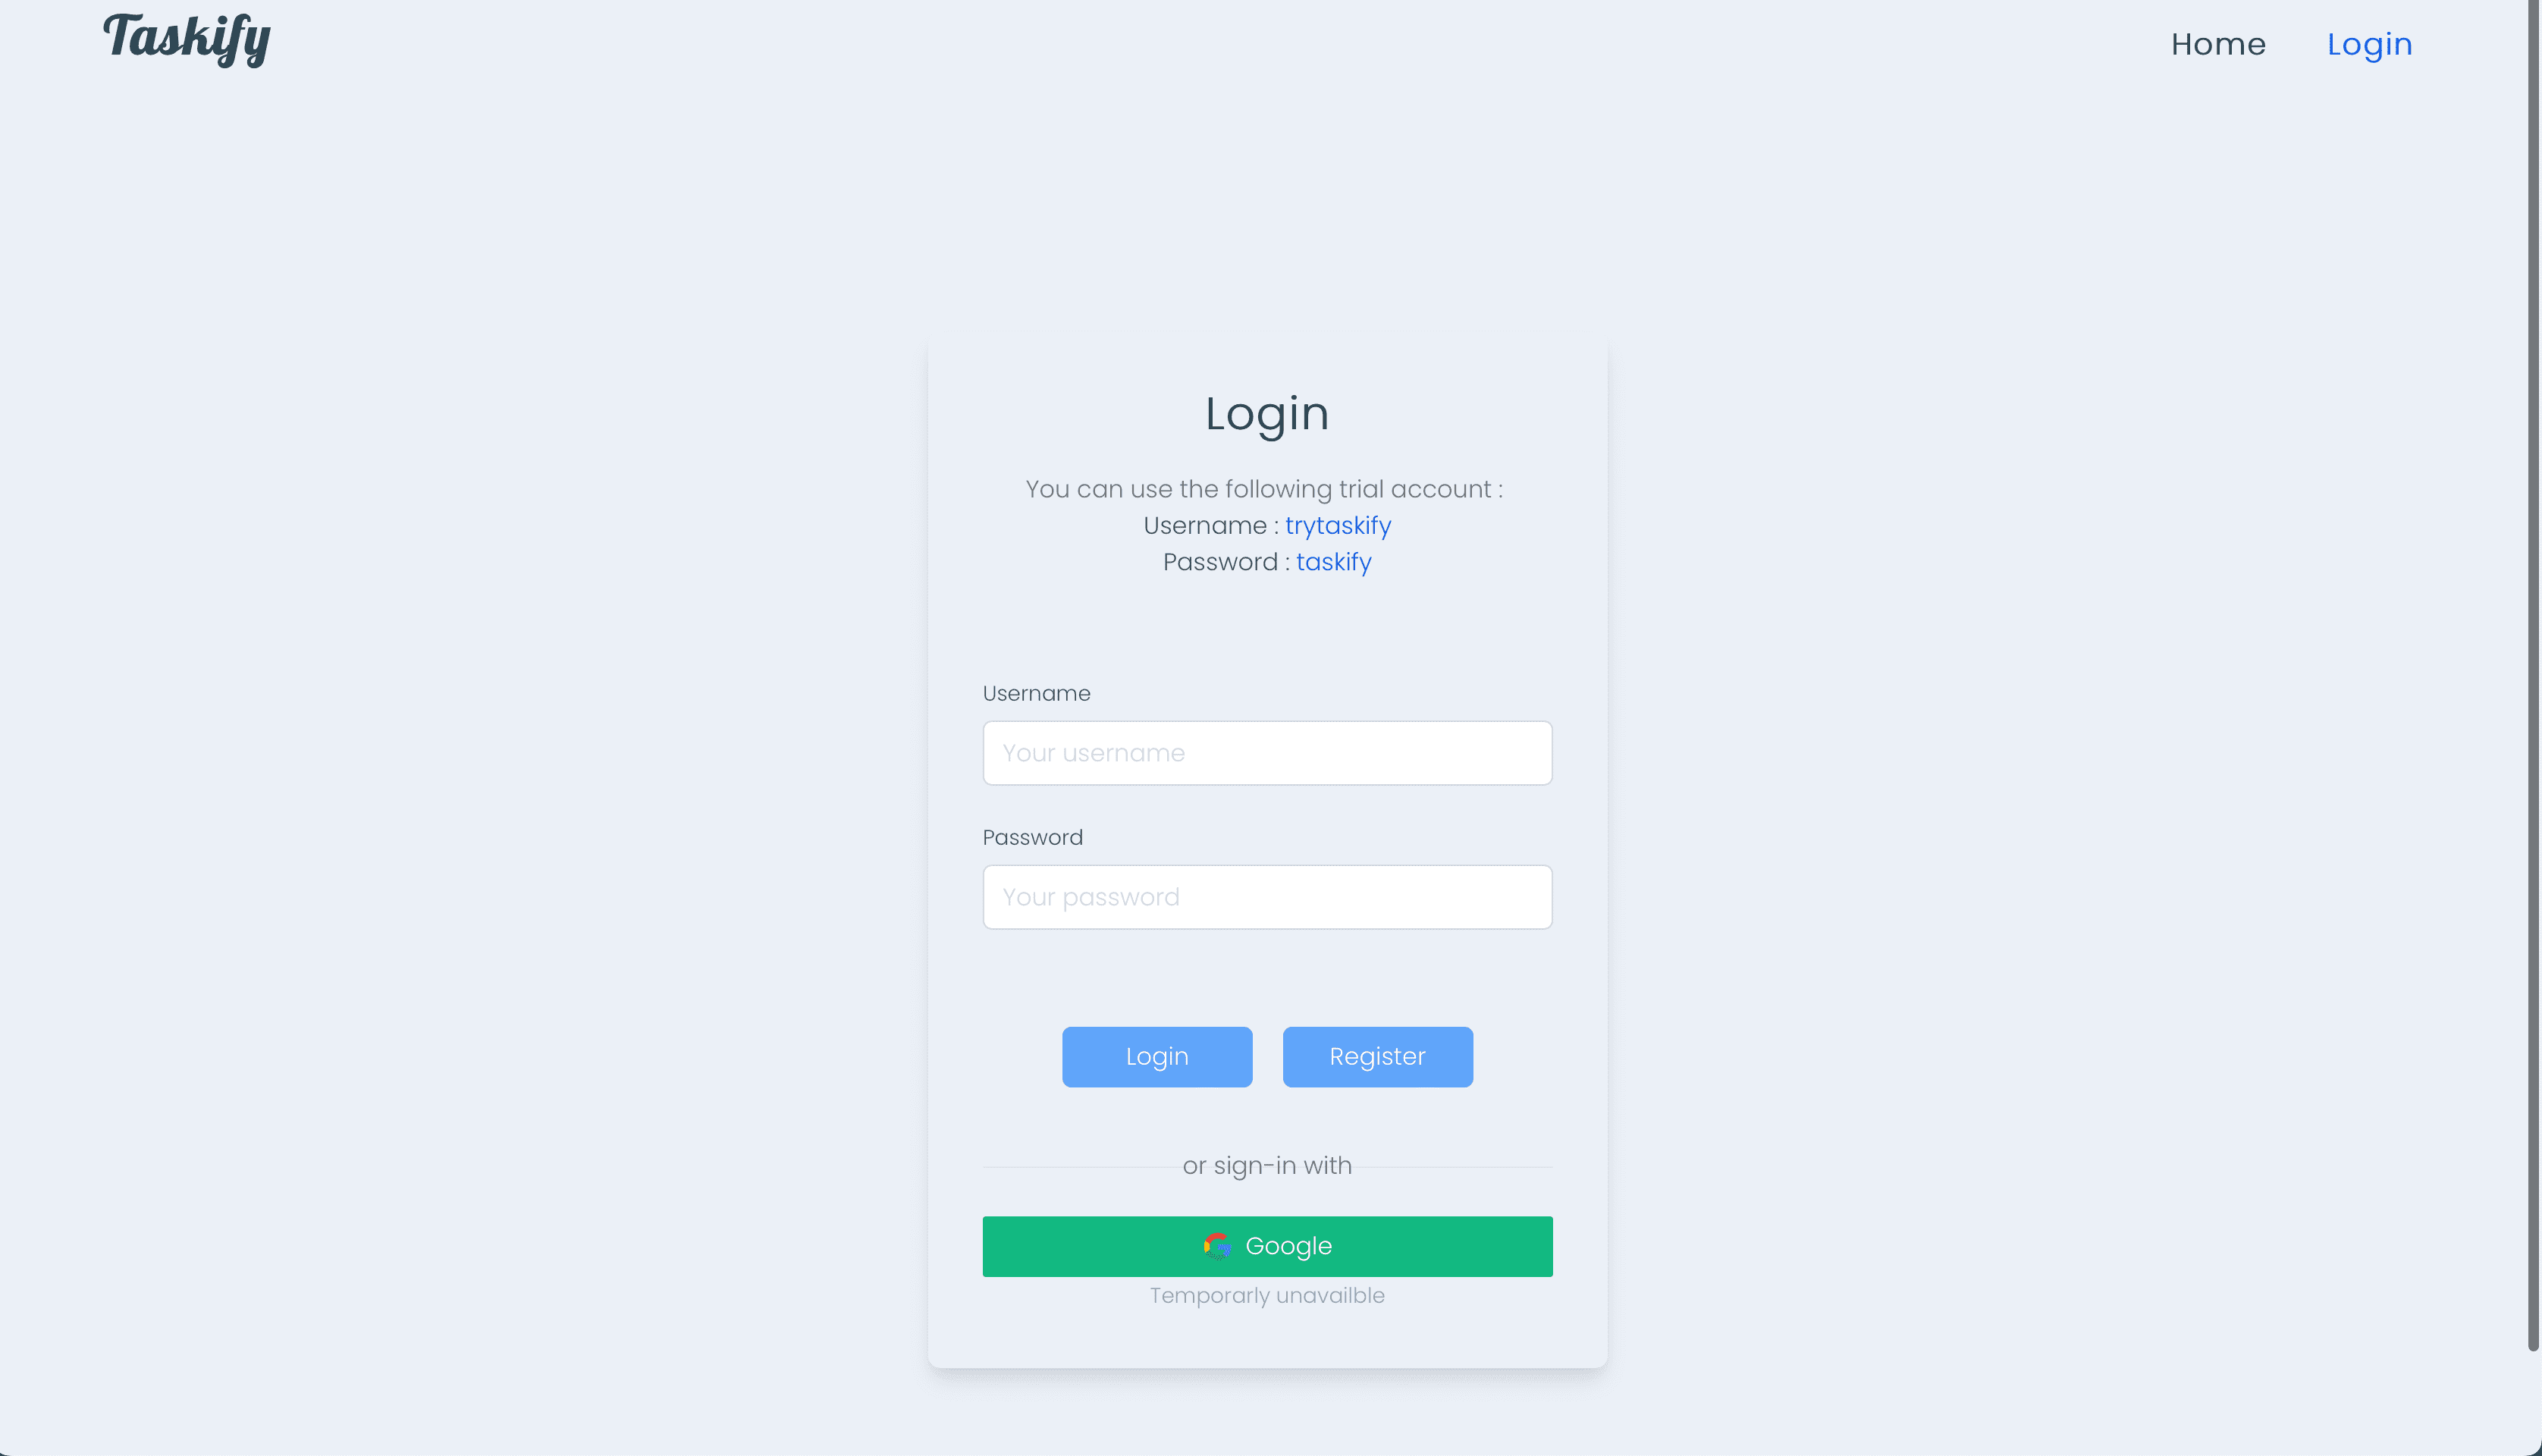 Taskify
Home
Login
Login
You can use the following trial account :
Username : trytaskify
Password : taskify
Username
Your username
Password
Your password
Login
Register
or sign-in with
Google
Temporarly unavailble